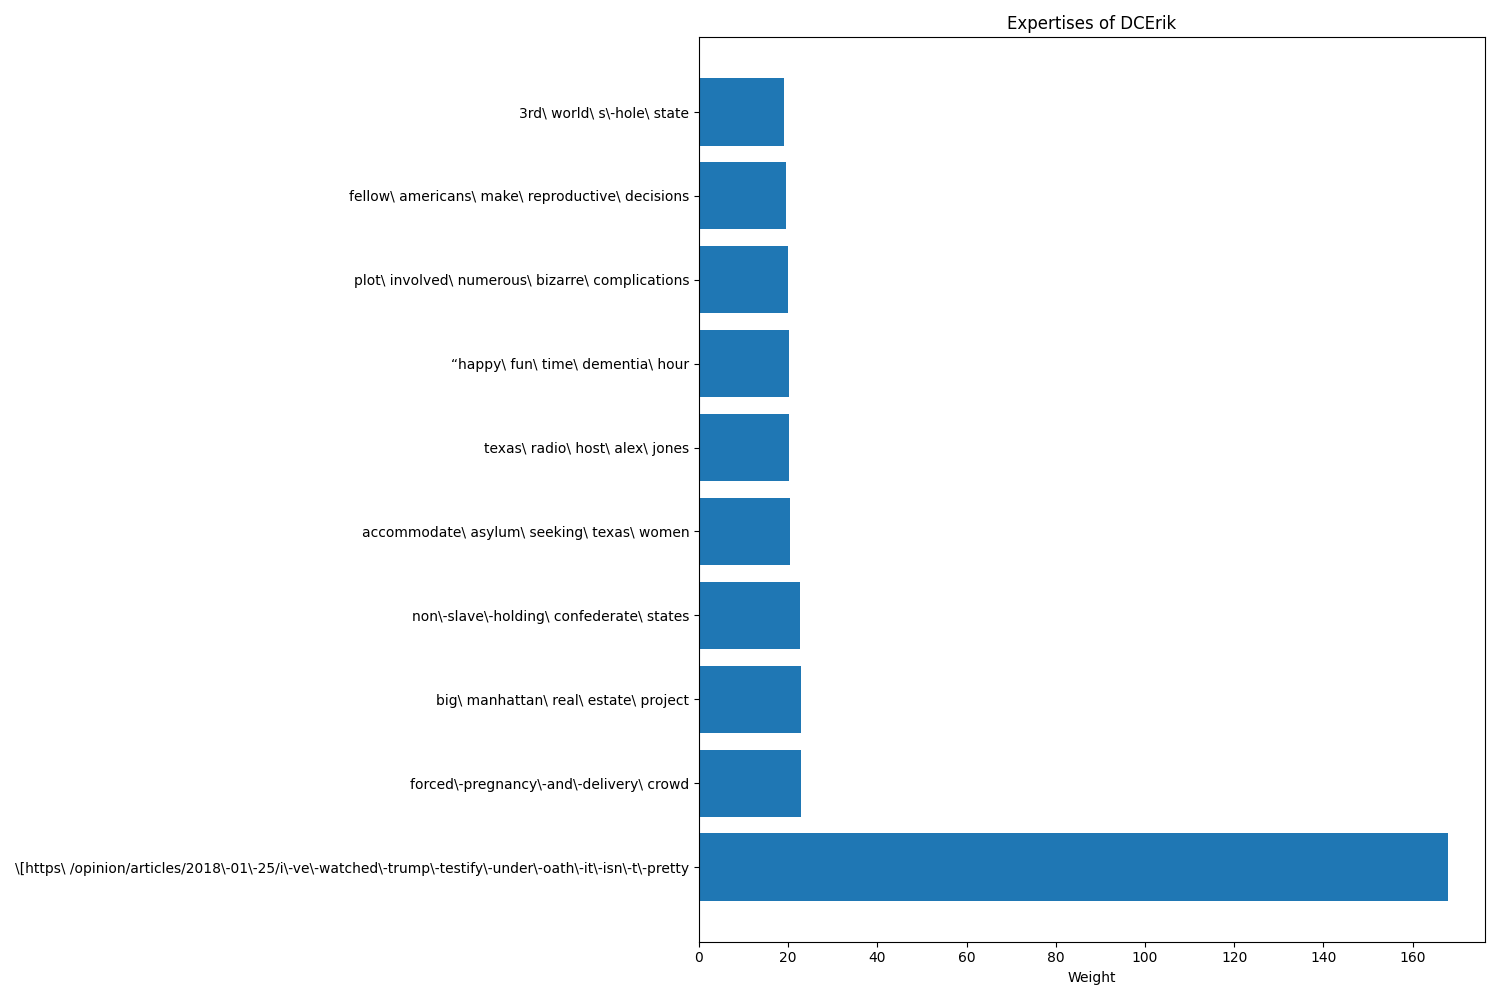 Expertises of DCErik
3rd\ world\ s\-hole\ state
fellow\ americans\ make\ reproductive\ decisions
plot\ involved\ numerous\ bizarre\ complications
“happy\ fun\ time\ dementia\ hour
texas\ radio\ host\ alex\ jones
accommodate\ asylum\ seeking\ texas\ women
non\-slave\-holding\ confederate\ states
big\ manhattan\ real\ estate\ project
forced\-pregnancy\-and\-delivery\ crowd
\[https\ /opinion/articles/2018\-01\-25/i\-ve\-watched\-trump\-testify\-under\-oath\-it\-isn\-t\-pretty
0 20 40 60 80 100 120 140 160
Weight